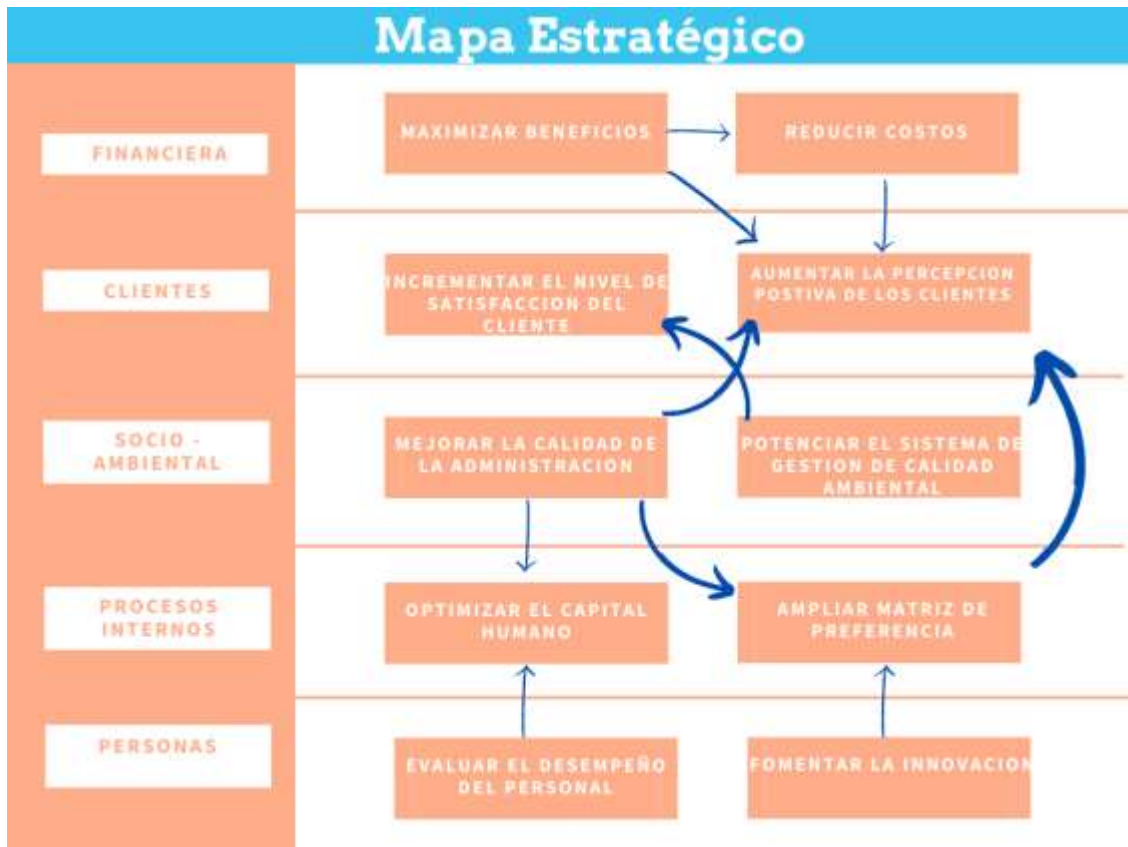 Mapa Estratégico
FINANCIERA
MAXIMIZAR BENEFICIOS
REDUCIR COSTOS
CLIENTES
INCREMENTAR EL NIVEL DE
SATISFACCION DEL
CLIENTE
AUMENTAR LA PERCEPCION
POSTIVA DE LOS CLIENTES
SOCIO -
AMBIENTAL
MEJORAR LA CALIDAD DE
LA ADMINISTRACION
POTENCIAR EL SISTEMA DE
GESTION DE CALIDAD
AMBIENTAL
PROCESOS
INTERNOS
OPTIMIZAR EL CAPITAL
HUMANO
AMPLIAR MATRIZ DE
PREFERENCIA
PERSONAS
EVALUAR EL DESEMPEÑO
DEL PERSONAL
FOMENTAR LA INNOVACION